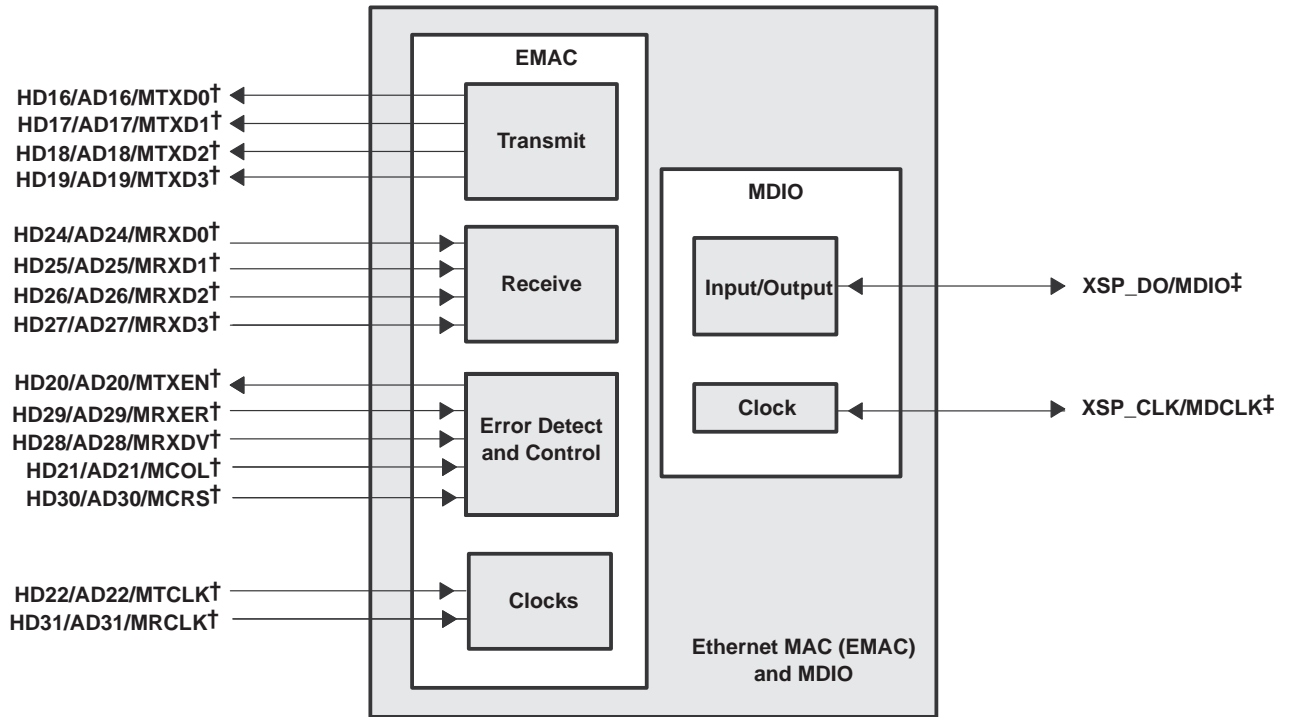 EMAC
HD16/AD16/MTXD0†
HD17/AD17/MTXD1†
HD18/AD18/MTXD2†
HD19/AD19/MTXD3†
Transmit
HD24/AD24/MRXD0†
HD25/AD25/MRXD1†
HD26/AD26/MRXD2†
HD27/AD27/MRXD3†
Receive
HD20/AD20/MTXEN†
HD29/AD29/MRXER†
HD28/AD28/MRXDV†
HD21/AD21/MCOL†
HD30/AD30/MCRS†
Error Detect
and Control
HD22/AD22/MTCLK†
HD31/AD31/MRCLK†
Clocks
MDIO
Input/Output
XSP_DO/MDIO‡
Clock
XSP_CLK/MDCLK‡
Ethernet MAC (EMAC)
and MDIO